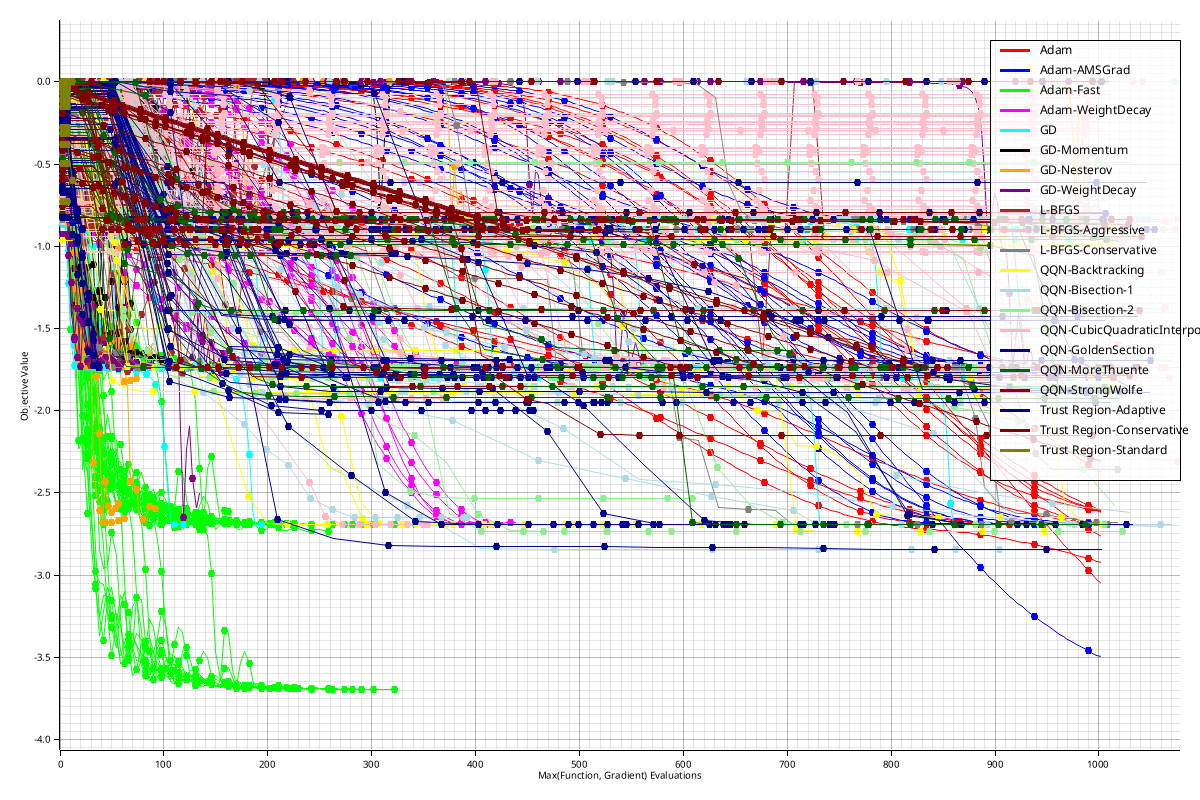 0.0
-0.5
-1.0
-1.5
-2.0
-2.5
-3.0
-3.5
-4.0
ObjectiveValue
0 100 200 300 400 500 600 700 800 900 1000
Max(Function, Gradient) Evaluations
Adam
Adam-AMSGrad
Adam-Fast
Adam-WeightDecay
GD
GD-Momentum
GD-Nesterov
GD-WeightDecay
L-BFGS
L-BFGS-Aggressive
L-BFGS-Conservative
QQN-Backtracking
QQN-Bisection-1
QQN-Bisection-2
QQN-CubicQuadraticInterpo
QQN-GoldenSection
QQN-MoreThuente
QQN-StrongWolfe
Trust Region-Adaptive
Trust Region-Conservative
Trust Region-Standard